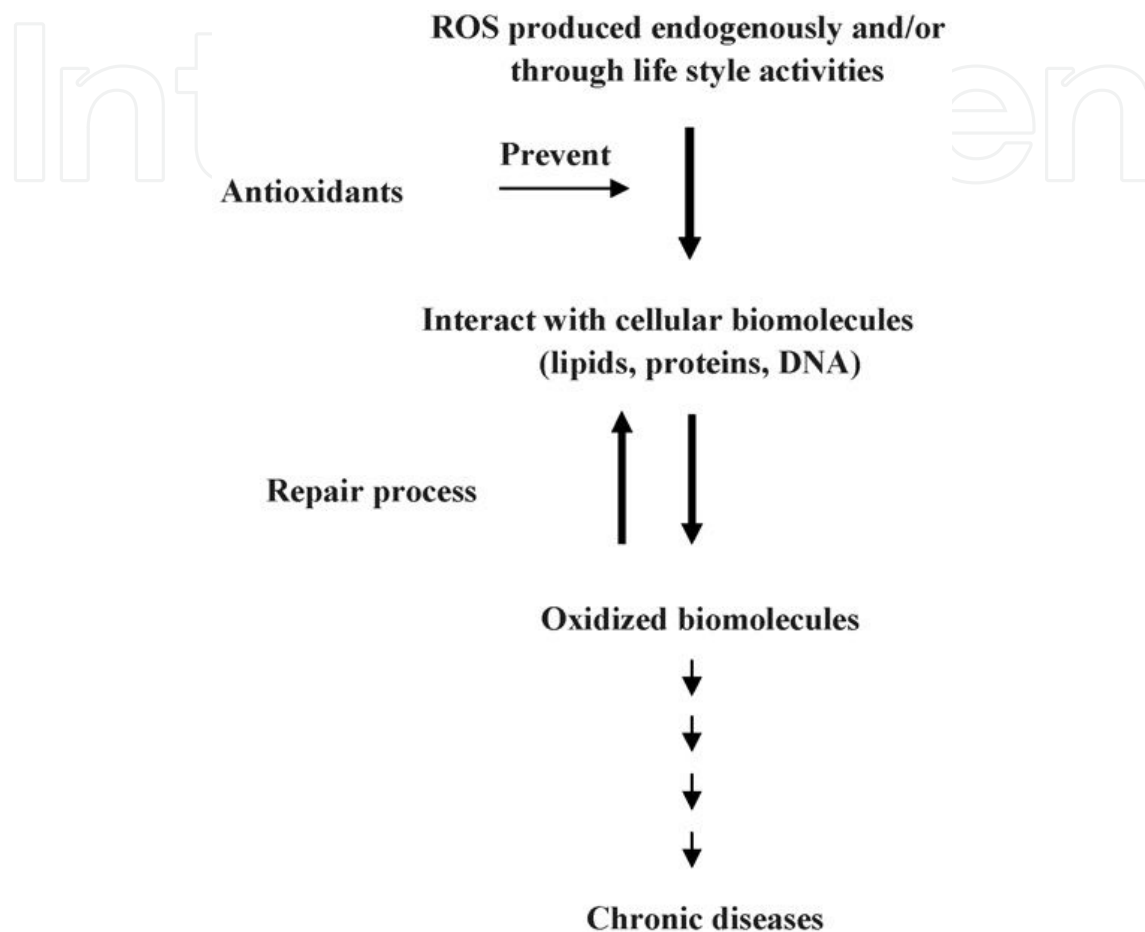 ROS produced endogenously and/or
through life style activities
Prevent
Antioxidants
Interact with cellular biomolecules
(lipids, proteins, DNA)
Repair process
Oxidized biomolecules
Chronic diseases